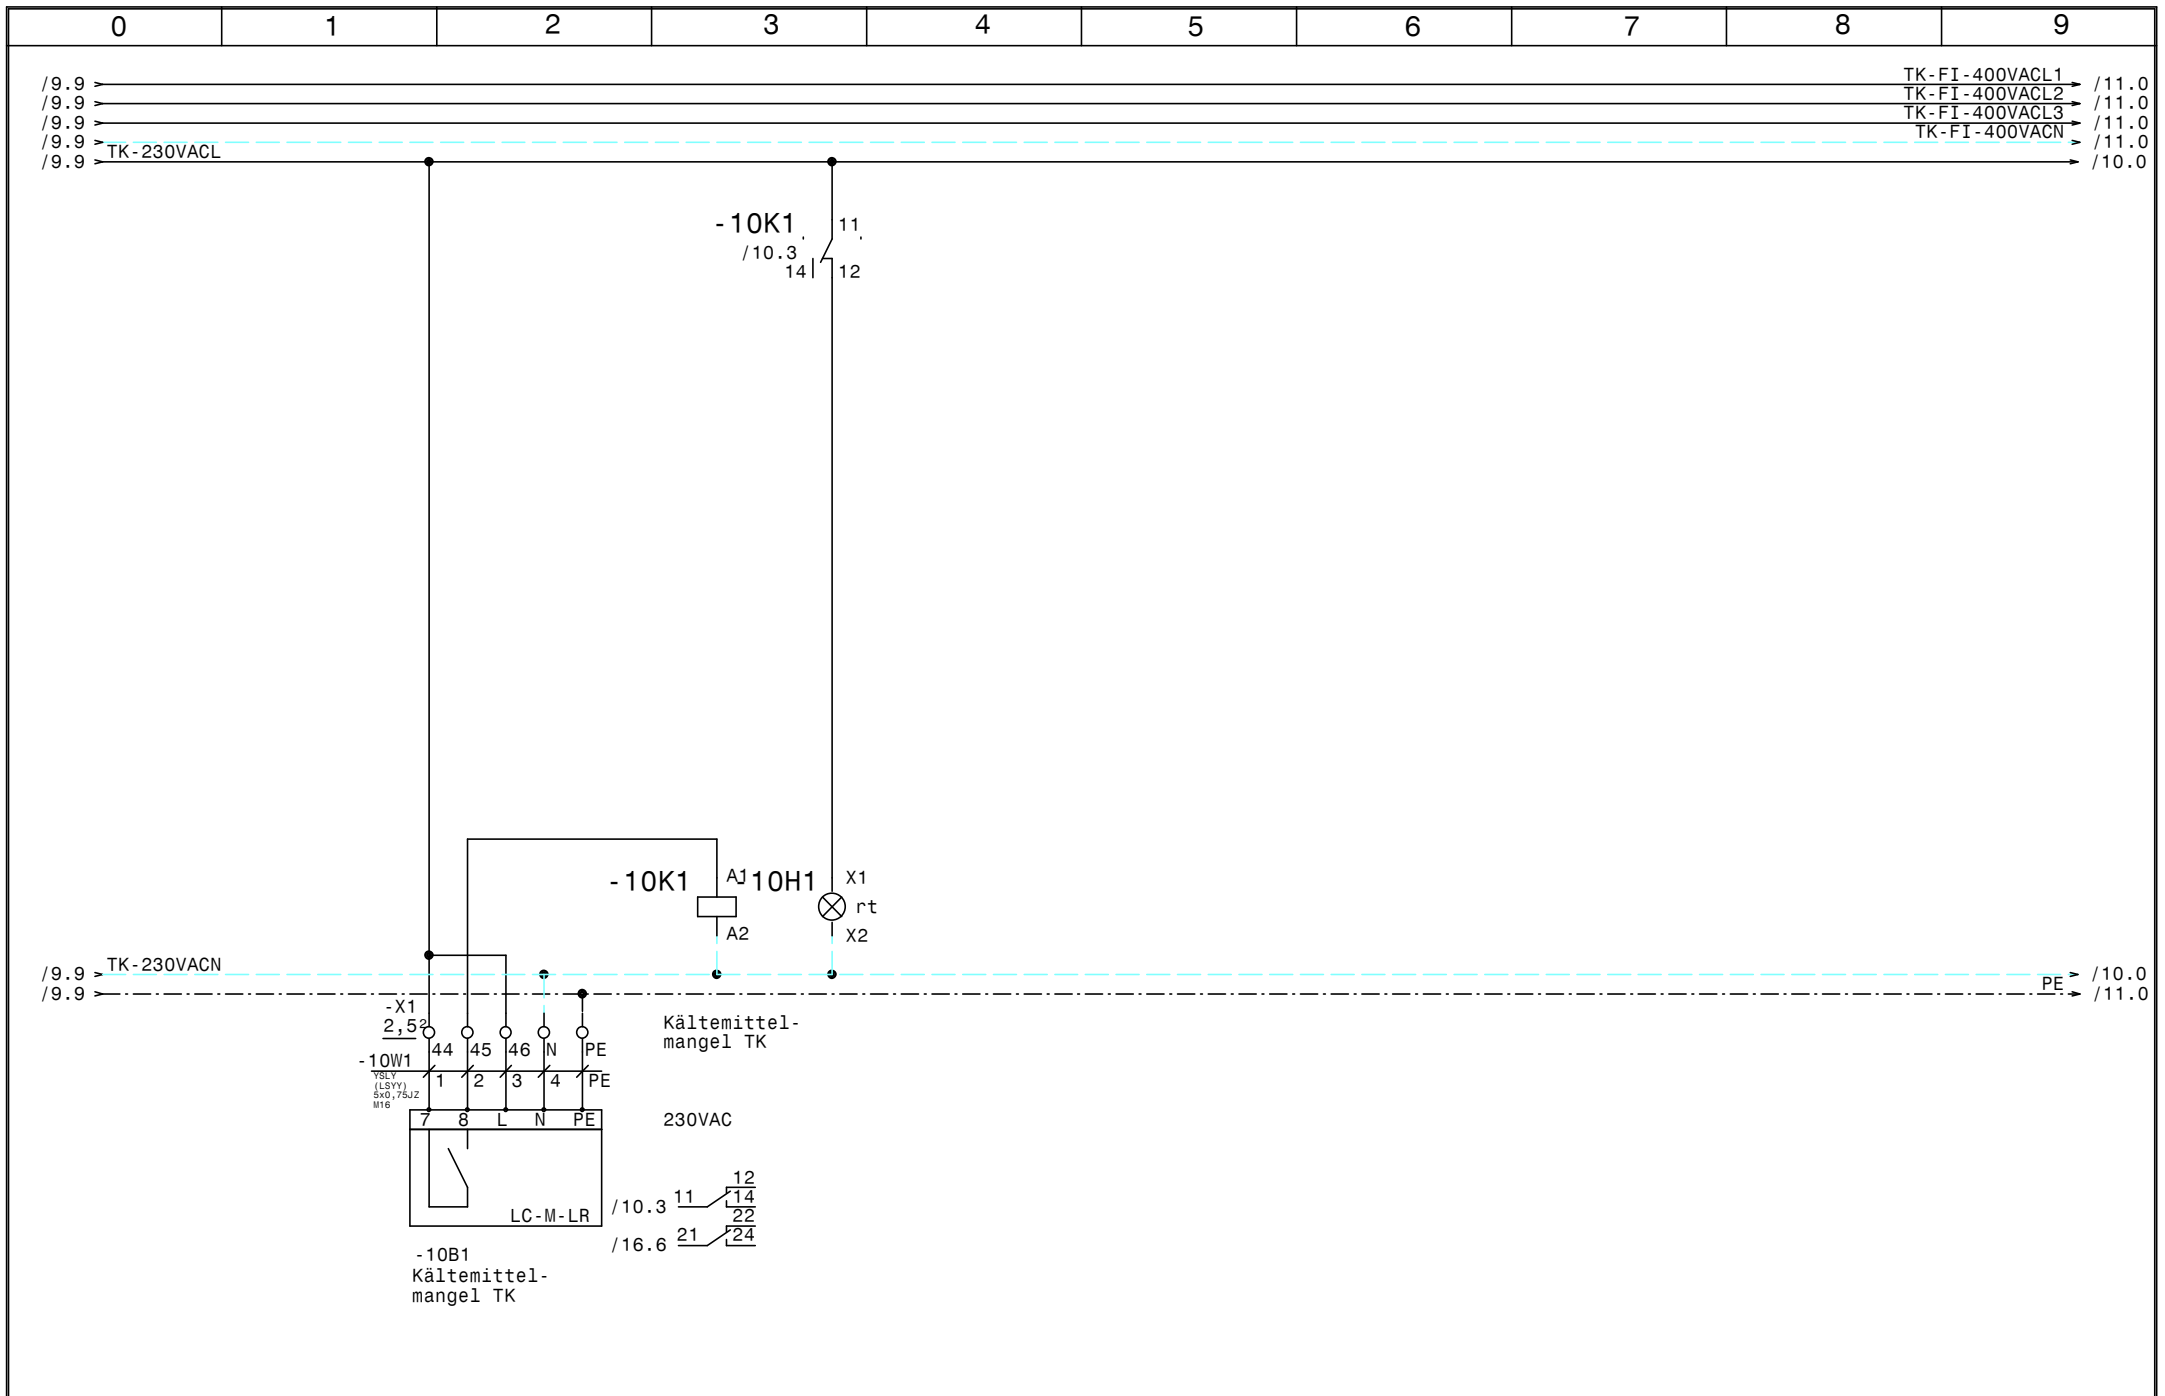 0 1 2 3 4 5 6 7 8 9
/9.9 TK-FI-400VACL1 /11.0
/9.9 TK-FI-400VACL2 /11.0
/9.9 TK-FI-400VACL3 /11.0
/9.9 TK-FI-400VACN /11.0
/9.9 TK-230VACL /10.0
-10K1 11
/10.3
14 12
-10K1 A1 -10H1 X1
rt
A2 X2
/9.9 TK-230VACN /10.0
/9.9 PE /11.0
-X1
2,5²
44 45 46 N PE
Kältemittel-
mangel TK
-10W1
YSLY
(LSYY)
5x0,75JZ
M16
1 2 3 4 PE
7 8 L N PE
230VAC
LC-M-LR
12
/10.3 11 14
22
/16.6 21 24
-10B1
Kältemittel-
mangel TK